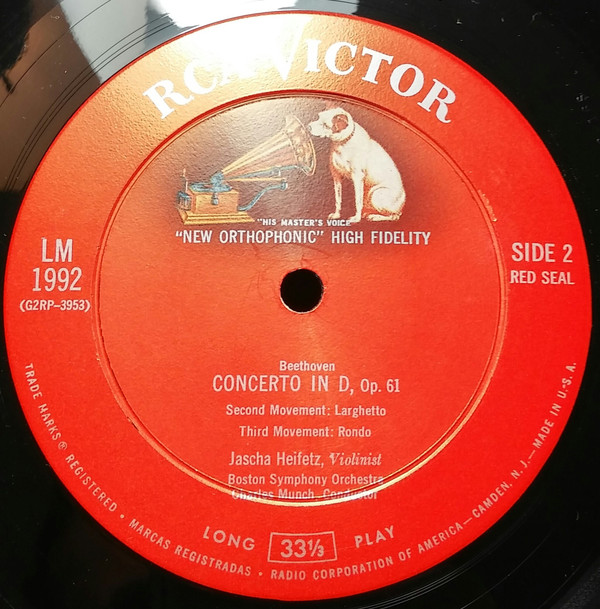 RCA VICTOR
"HIS MASTER'S VOICE"
"NEW ORTHOPHONIC" HIGH FIDELITY
LM
1992
(G2RP-3953)
SIDE 2
RED SEAL
Beethoven
CONCERTO IN D, Op. 61
Second Movement: Larghetto
Third Movement: Rondo
Jascha Heifetz, Violinist
Boston Symphony Orchestra
Charles Munch, Conductor
LONG 33⅓ PLAY
TRADE MARKS ® REGISTERED • MARCAS REGISTRADAS • RADIO CORPORATION OF AMERICA—CAMDEN, N. J.—MADE IN U.S.A.